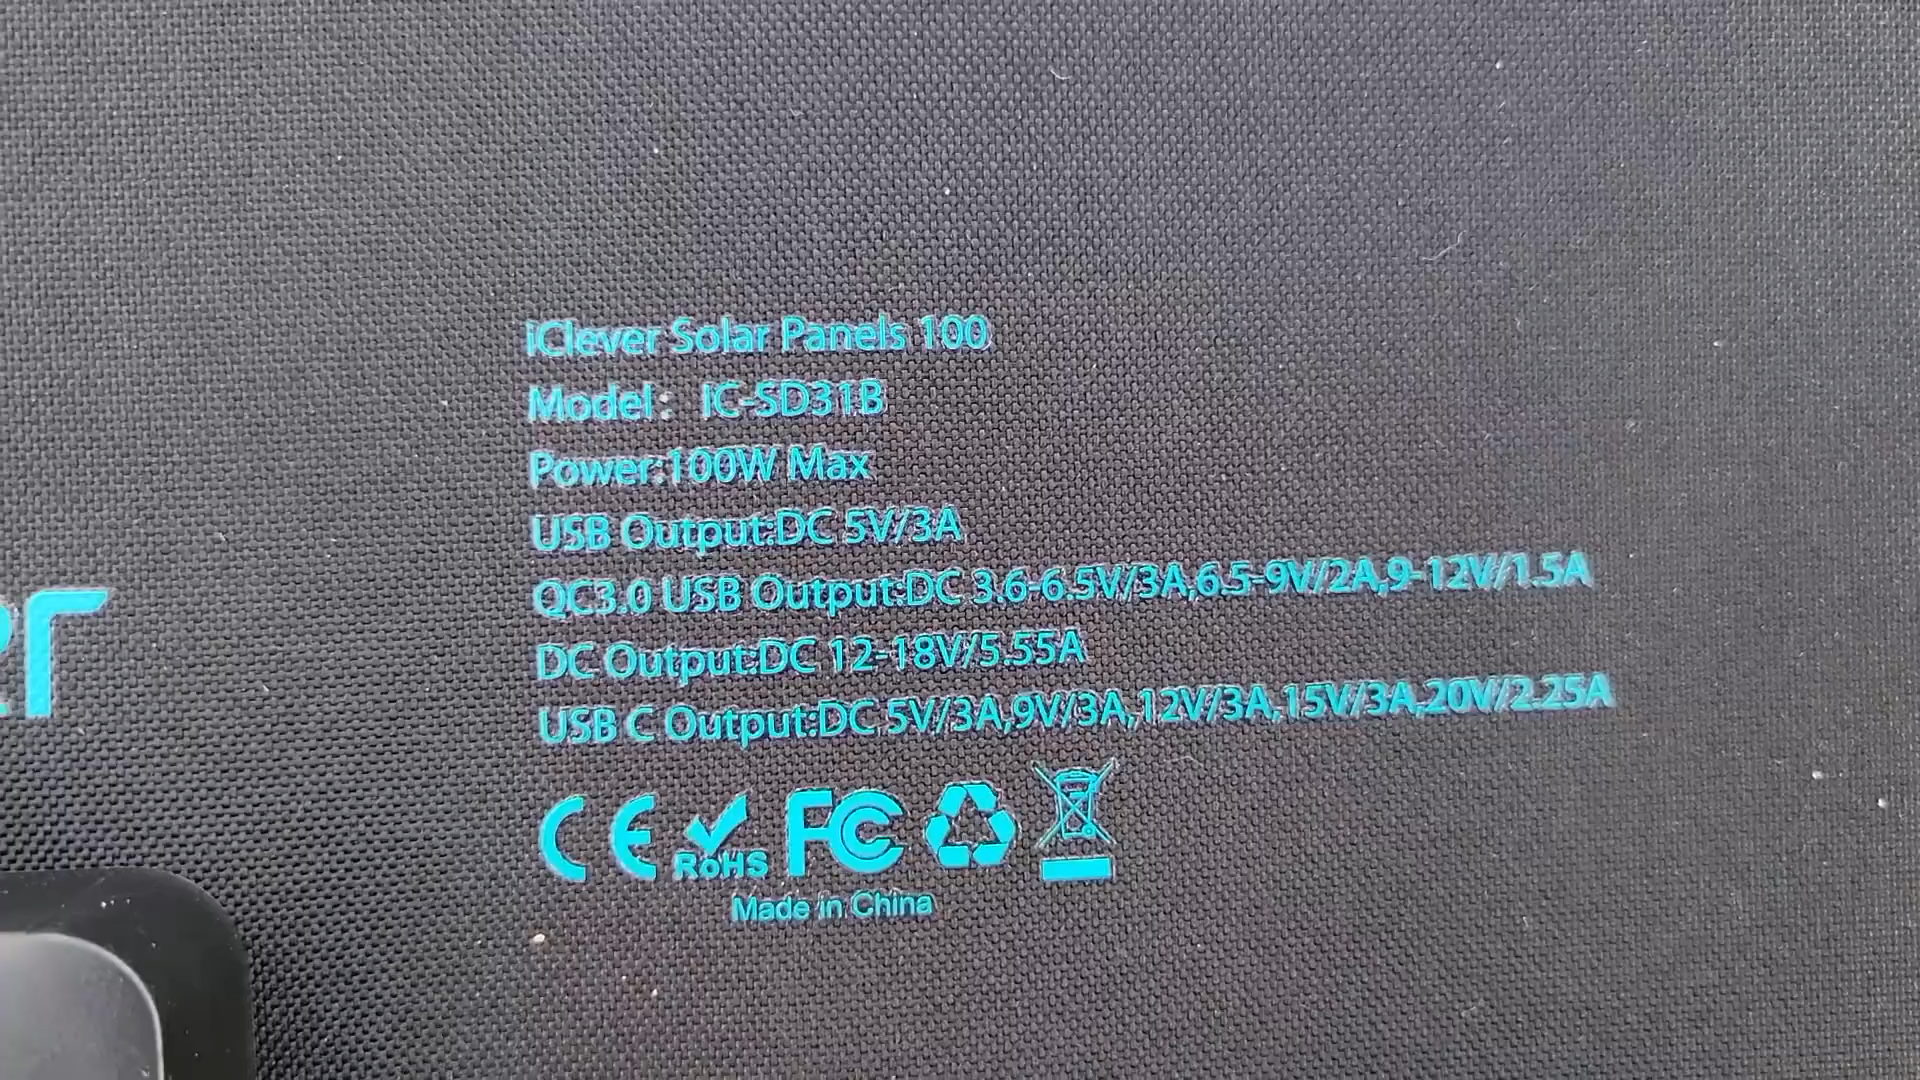 iClever Solar Panels 100
Model： IC-SD31B
Power:100W Max
USB Output:DC 5V/3A
QC3.0 USB Output:DC 3.6-6.5V/3A,6.5-9V/2A,9-12V/1.5A
DC Output:DC 12-18V/5.55A
USB C Output:DC 5V/3A,9V/3A,12V/3A,15V/3A,20V/2.25A
CE RoHS FC
Made in China